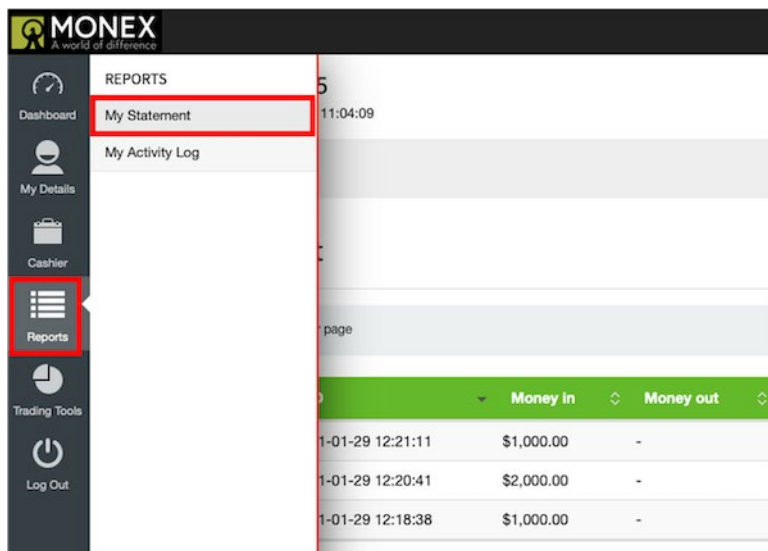 MONEX
A world of difference
Dashboard
My Details
Cashier
Reports
Trading Tools
Log Out
REPORTS
My Statement
My Activity Log
11:04:09
page
Money in
Money out
1-01-29 12:21:11 $1,000.00 -
1-01-29 12:20:41 $2,000.00 -
1-01-29 12:18:38 $1,000.00 -